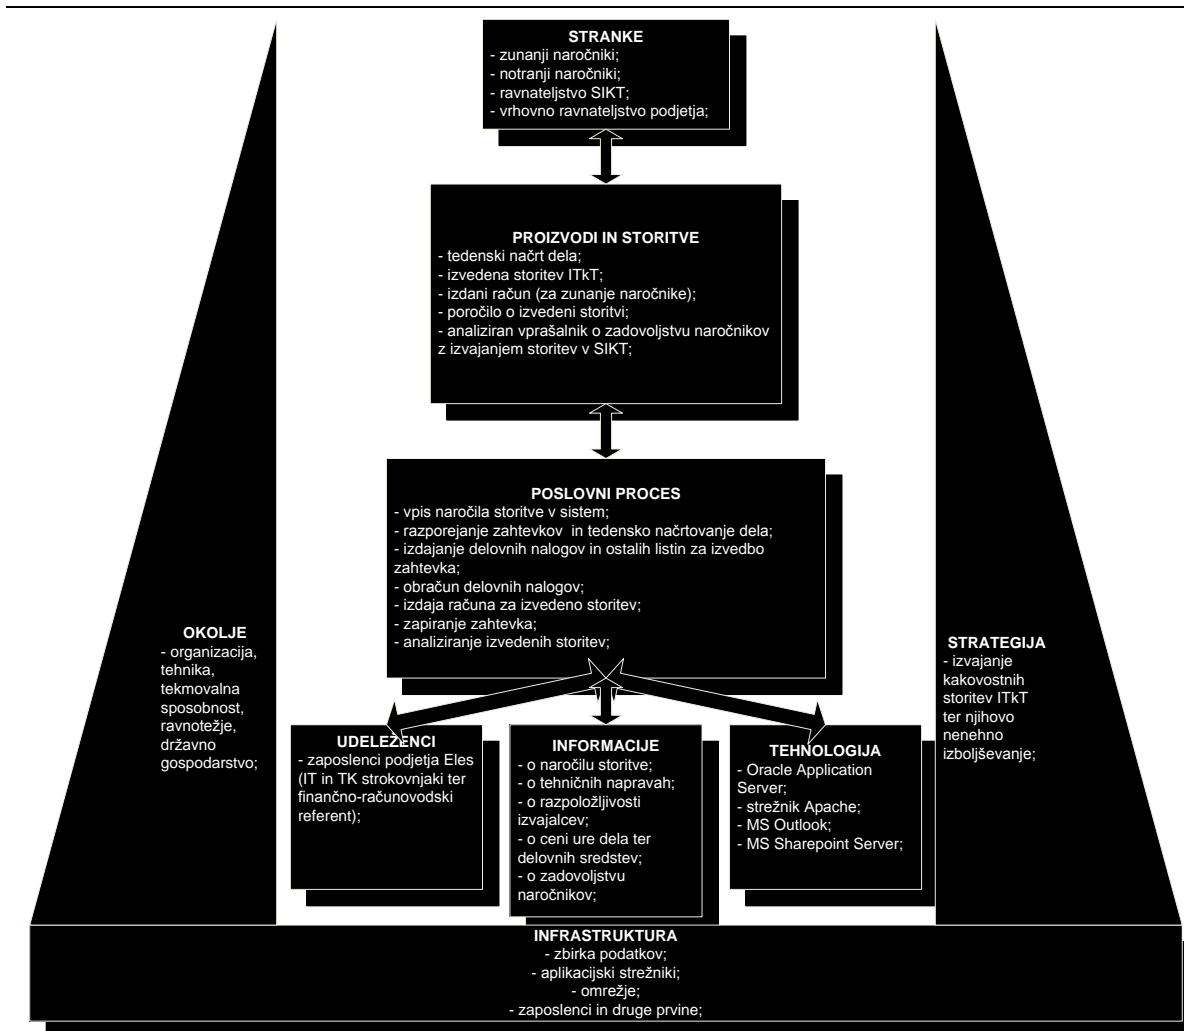 STRANKE
- zunanji naročniki;
- notranji naročniki;
- ravnateljstvo SIKT;
- vrhovno ravnateljstvo podjetja;
PROIZVODI IN STORITVE
- tedenski načrt dela;
- izvedena storitev ITkT;
- izdani račun (za zunanje naročnike);
- poročilo o izvedeni storitvi;
- analiziran vprašalnik o zadovoljstvu naročnikov
z izvajanjem storitev v SIKT;
POSLOVNI PROCES
- vpis naročila storitve v sistem;
- razporejanje zahtevkov in tedensko načrtovanje dela;
- izdajanje delovnih nalogov in ostalih listin za izvedbo
zahtevka;
- obračun delovnih nalogov;
- izdaja računa za izvedeno storitev;
- zapiranje zahtevka;
- analiziranje izvedenih storitev;
OKOLJE
- organizacija,
tehnika,
tekmovalna
sposobnost,
ravnotežje,
državno
gospodarstvo;
STRATEGIJA
- izvajanje
kakovostnih
storitev ITkT
ter njihovo
nenehno
izboljševanje;
UDELEŽENCI
- zaposlenci podjetja Eles
(IT in TK strokovnjaki ter
finančno-računovodski
referent);
INFORMACIJE
- o naročilu storitve;
- o tehničnih napravah;
- o razpoložljivosti
izvajalcev;
- o ceni ure dela ter
delovnih sredstev;
- o zadovoljstvu
naročnikov;
TEHNOLOGIJA
- Oracle Application
Server;
- strežnik Apache;
- MS Outlook;
- MS Sharepoint Server;
INFRASTRUKTURA
- zbirka podatkov;
- aplikacijski strežniki;
- omrežje;
- zaposlenci in druge prvine;